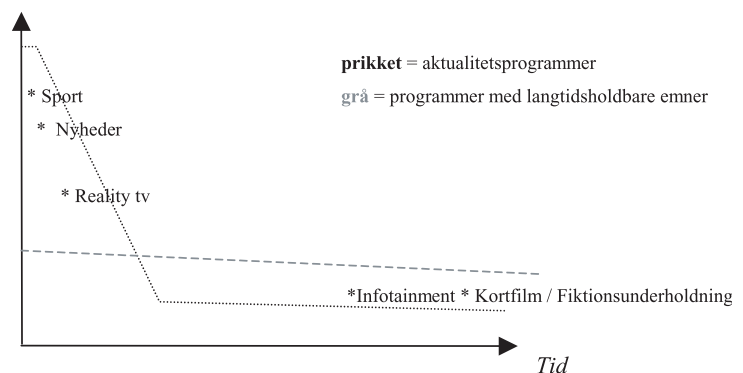 prikket = aktualitetsprogrammer
grå = programmer med langtidsholdbare emner
* Sport
* Nyheder
* Reality tv
*Infotainment * Kortfilm / Fiktionsunderholdning
Tid